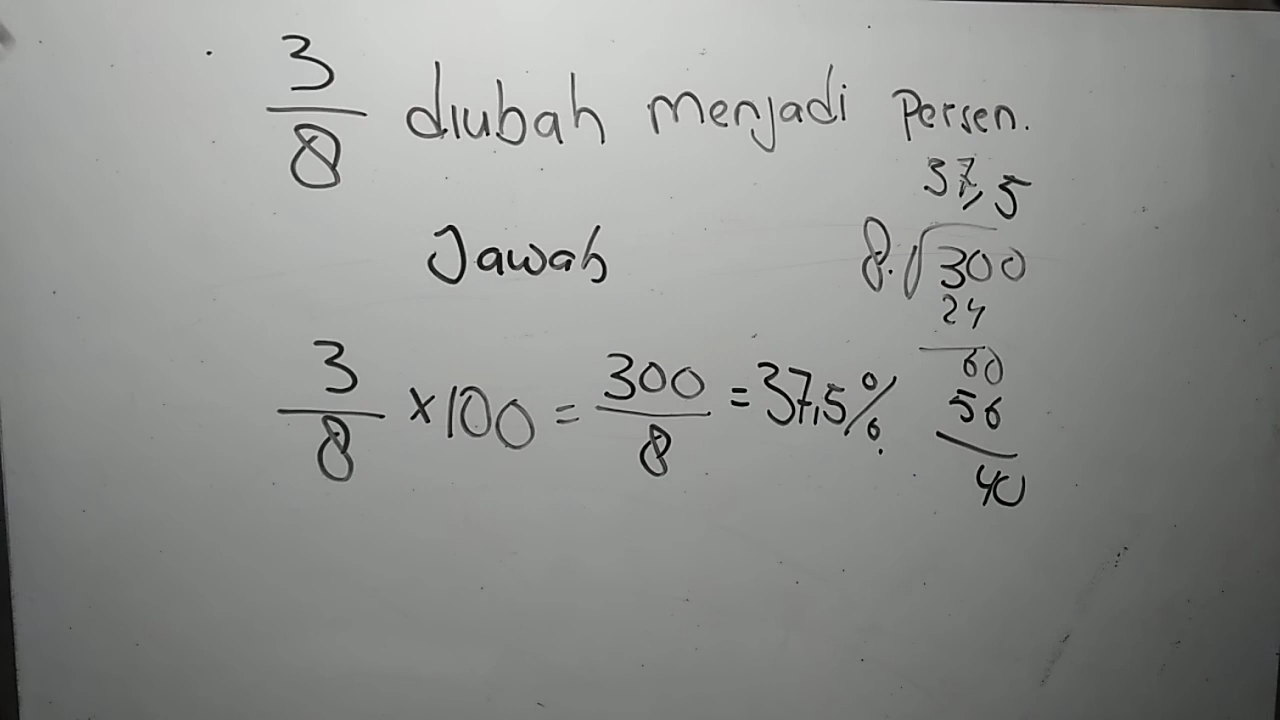 3/8 diubah menjadi Persen.
Jawab
3/8 × 100 = 300/8 = 37,5%.
37,5
8.√300
24
60
56
40